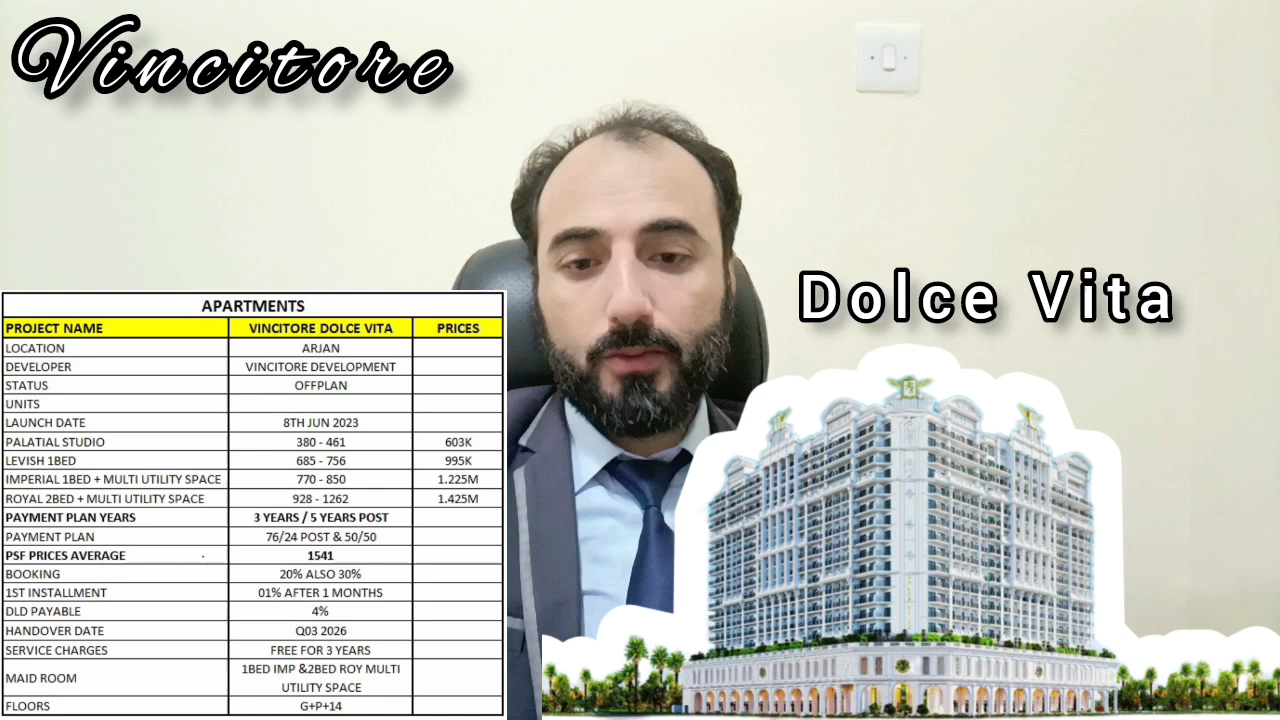 Vincitore
Dolce Vita
APARTMENTS
PROJECT NAME VINCITORE DOLCE VITA PRICES
LOCATION ARJAN
DEVELOPER VINCITORE DEVELOPMENT
STATUS OFFPLAN
UNITS
LAUNCH DATE 8TH JUN 2023
PALATIAL STUDIO 380 - 461 603K
LEVISH 1BED 685 - 756 995K
IMPERIAL 1BED + MULTI UTILITY SPACE 770 - 850 1.225M
ROYAL 2BED + MULTI UTILITY SPACE 928 - 1262 1.425M
PAYMENT PLAN YEARS 3 YEARS / 5 YEARS POST
PAYMENT PLAN 76/24 POST & 50/50
PSF PRICES AVERAGE 1541
BOOKING 20% ALSO 30%
1ST INSTALLMENT 01% AFTER 1 MONTHS
DLD PAYABLE 4%
HANDOVER DATE Q03 2026
SERVICE CHARGES FREE FOR 3 YEARS
MAID ROOM 1BED IMP &2BED ROY MULTI
UTILITY SPACE
FLOORS G+P+14